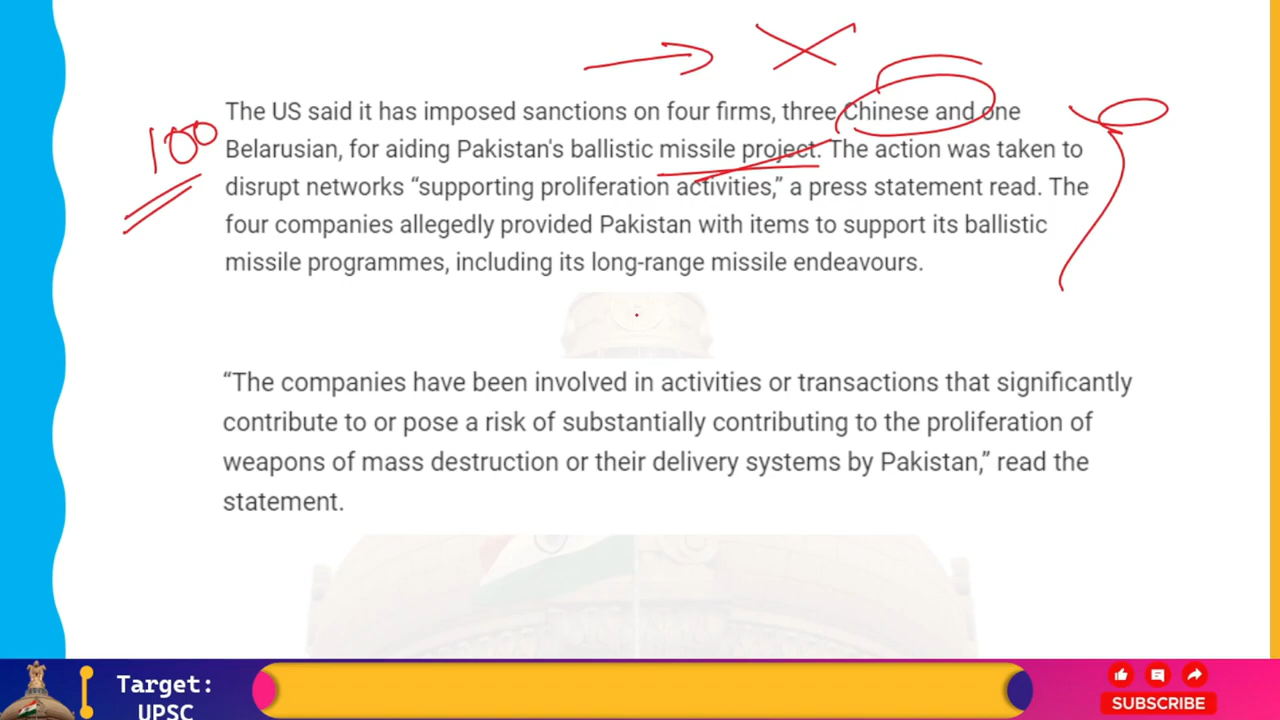 The US said it has imposed sanctions on four firms, three Chinese and one
100
Belarusian, for aiding Pakistan's ballistic missile project. The action was taken to
disrupt networks “supporting proliferation activities,” a press statement read. The
four companies allegedly provided Pakistan with items to support its ballistic
missile programmes, including its long-range missile endeavours.
“The companies have been involved in activities or transactions that significantly
contribute to or pose a risk of substantially contributing to the proliferation of
weapons of mass destruction or their delivery systems by Pakistan,” read the
statement.
Target:
UPSC
SUBSCRIBE